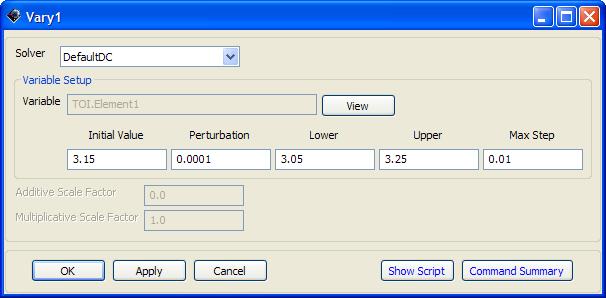 Vary1
Solver DefaultDC
Variable Setup
Variable TOI.Element1 View
Initial Value Perturbation Lower Upper Max Step
3.15 0.0001 3.05 3.25 0.01
Additive Scale Factor 0.0
Multiplicative Scale Factor 1.0
OK Apply Cancel Show Script Command Summary